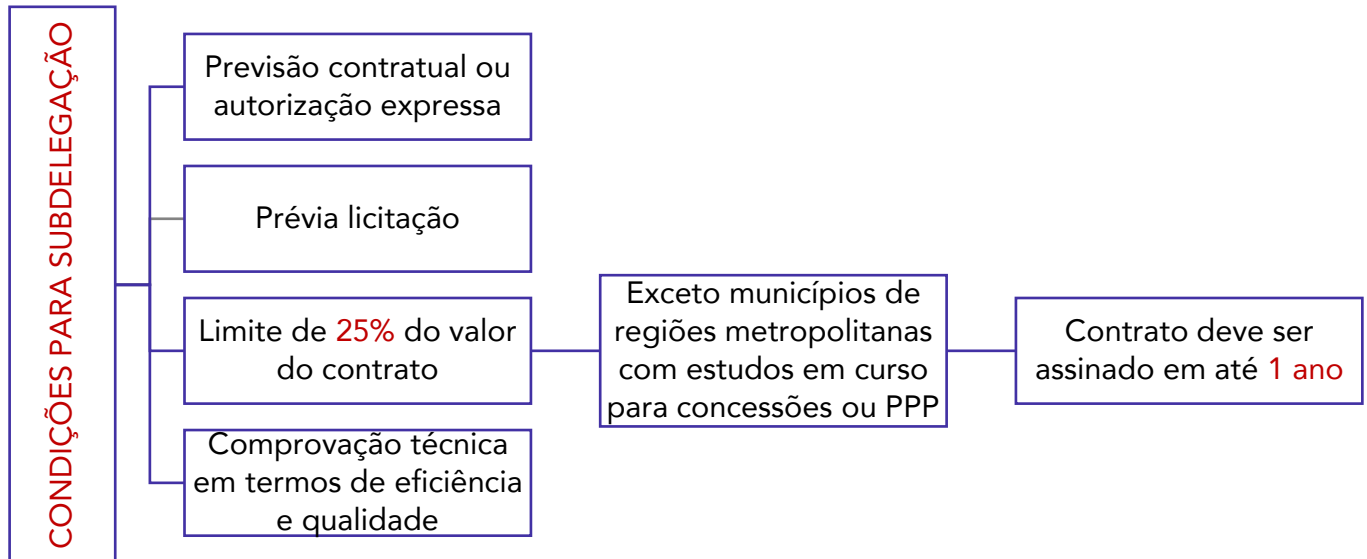 CONDIÇÕES PARA SUBDELEGAÇÃO
Previsão contratual ou
autorização expressa
Prévia licitação
Limite de 25% do valor
do contrato
Exceto municípios de
regiões metropolitanas
com estudos em curso
para concessões ou PPP
Contrato deve ser
assinado em até 1 ano
Comprovação técnica
em termos de eficiência
e qualidade